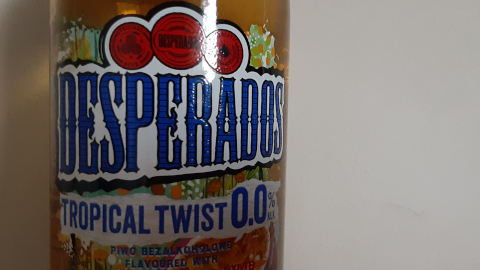 DESPERADOS
DESPERADOS
TROPICAL TWIST 0.0%
ALK.
PIWO BEZALKOHOLOWE
FLAVOURED